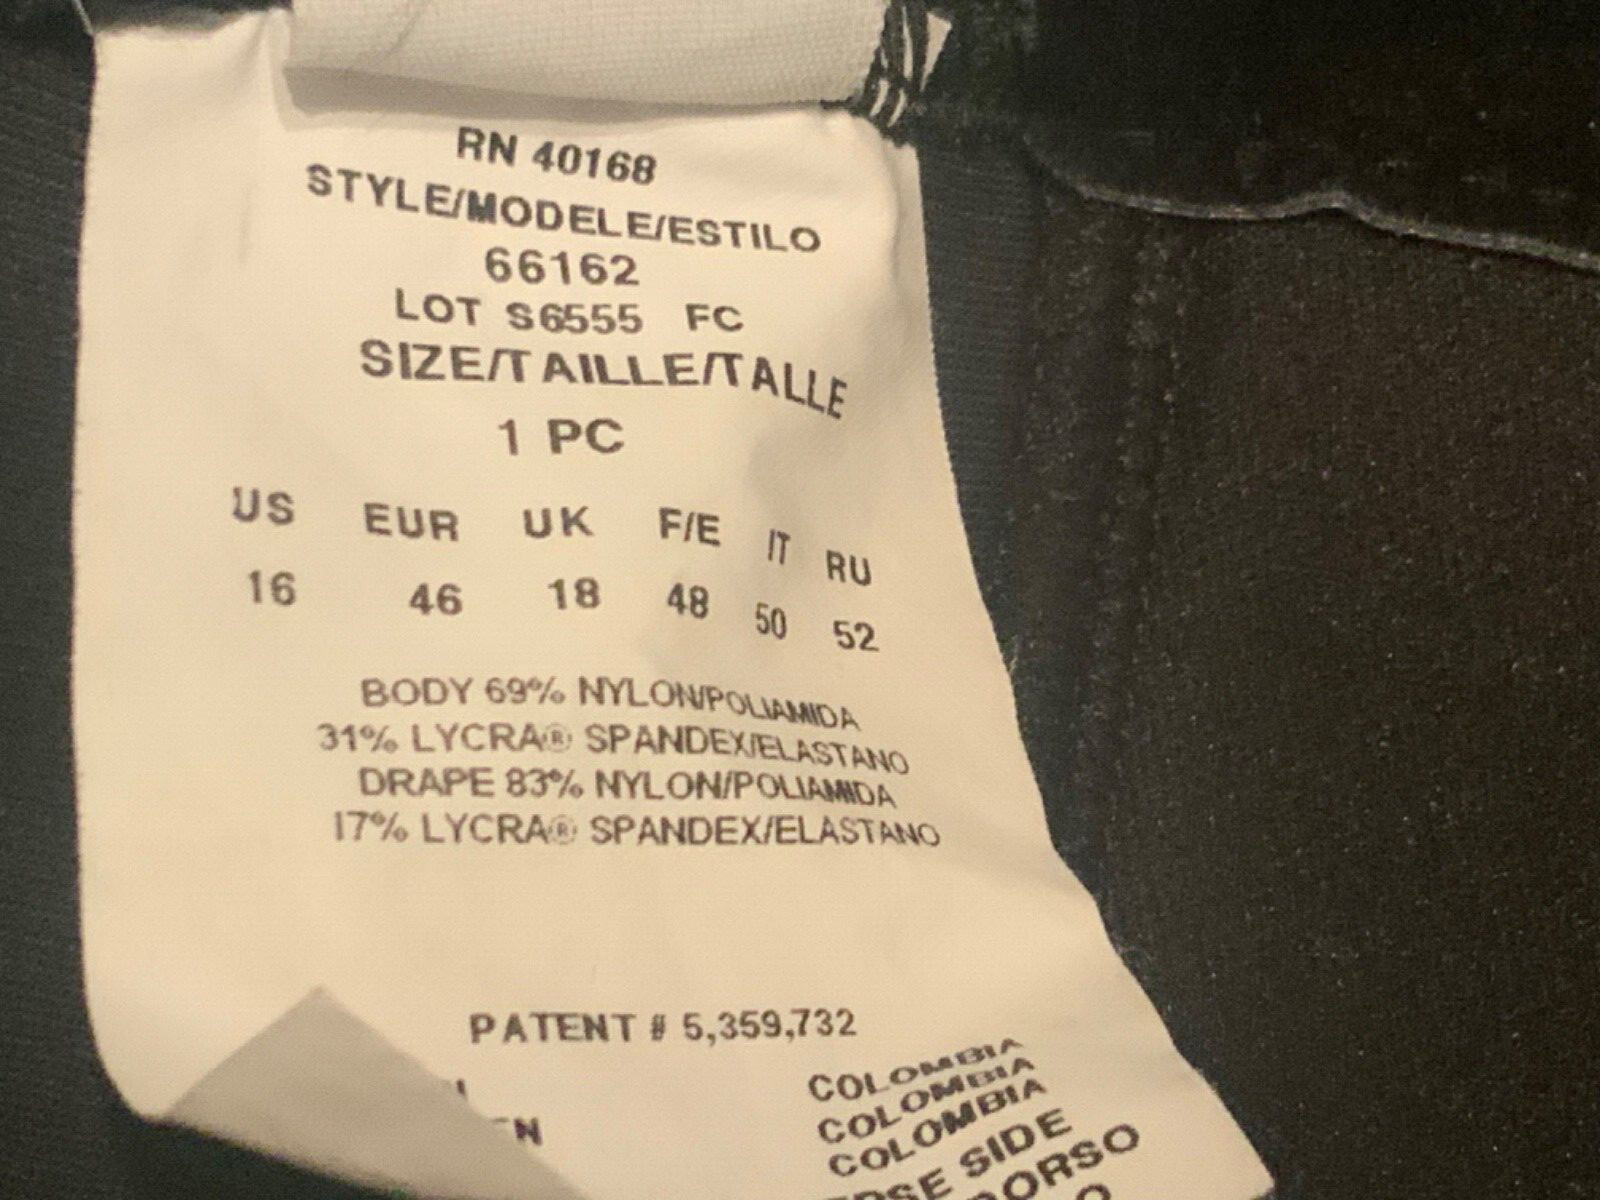 RN 40168
STYLE/MODELE/ESTILO
66162
LOT S6555 FC
SIZE/TAILLE/TALLE
1 PC
US EUR UK F/E IT RU
16 46 18 48 50 52
BODY 69% NYLON/POLIAMIDA
31% LYCRA® SPANDEX/ELASTANO
DRAPE 83% NYLON/POLIAMIDA
17% LYCRA® SPANDEX/ELASTANO
PATENT # 5,359,732
COLOMBIA
COLOMBIA
COLOMBIA
SIDE